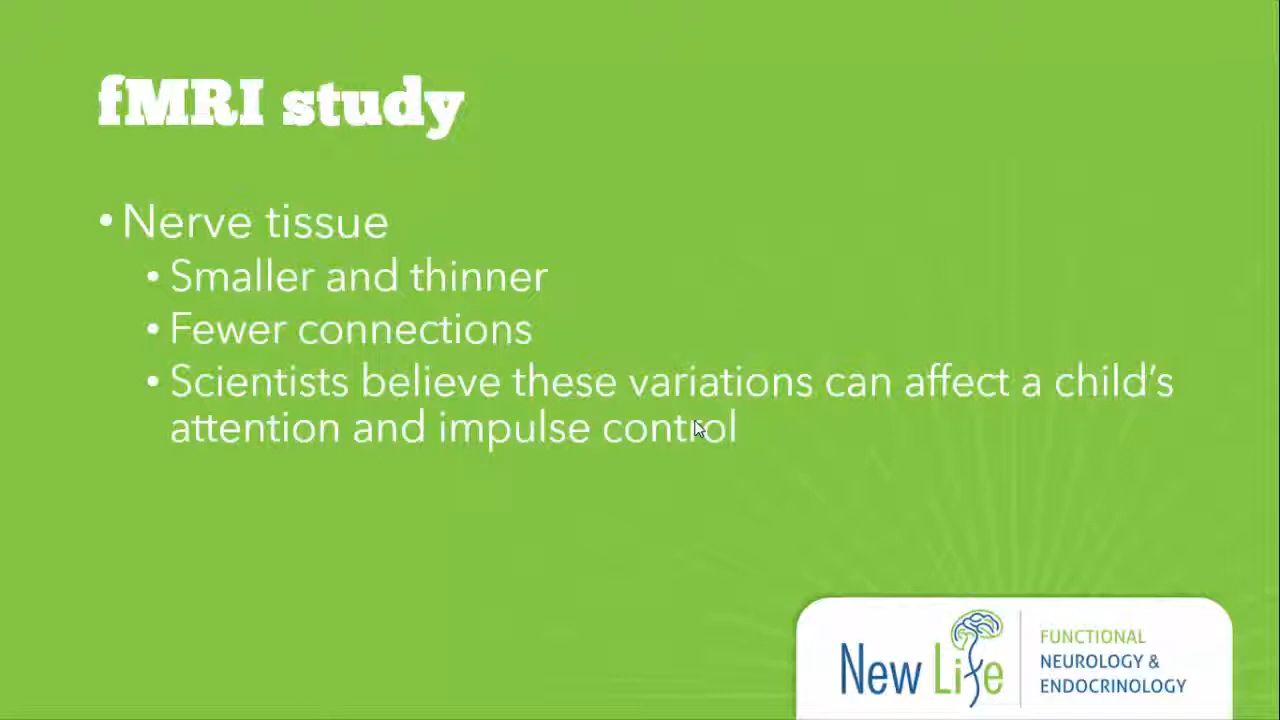 fMRI study
• Nerve tissue
• Smaller and thinner
• Fewer connections
• Scientists believe these variations can affect a child’s
attention and impulse control
New Life
FUNCTIONAL
NEUROLOGY &
ENDOCRINOLOGY